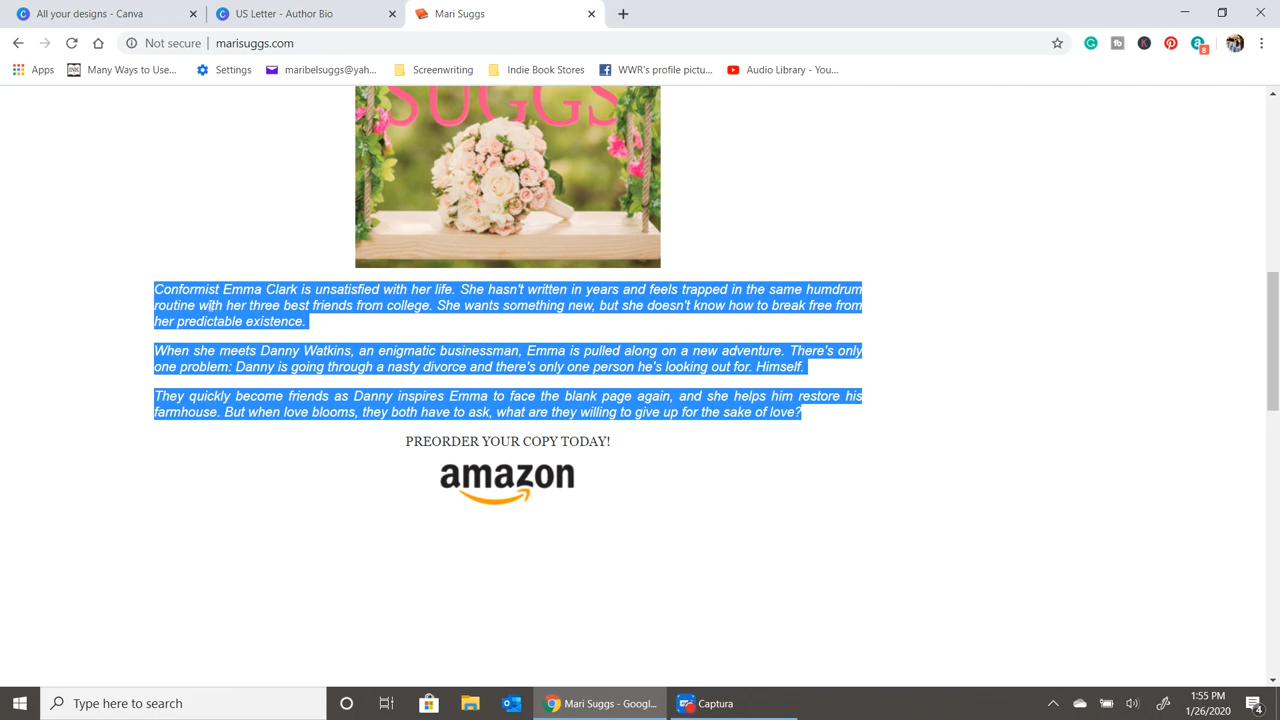 All your designs - Canva
US Letter - Author Bio
Mari Suggs
Not secure
marisuggs.com
8
Apps
Many Ways to Use...
Settings
maribelsuggs@yah...
Screenwriting
Indie Book Stores
WWR's profile pictu...
Audio Library - You...
SUGGS
Conformist Emma Clark is unsatisfied with her life. She hasn't written in years and feels trapped in the same humdrum
routine with her three best friends from college. She wants something new, but she doesn't know how to break free from
her predictable existence.
When she meets Danny Watkins, an enigmatic businessman, Emma is pulled along on a new adventure. There's only
one problem: Danny is going through a nasty divorce and there's only one person he's looking out for. Himself.
They quickly become friends as Danny inspires Emma to face the blank page again, and she helps him restore his
farmhouse. But when love blooms, they both have to ask, what are they willing to give up for the sake of love?
PREORDER YOUR COPY TODAY!
amazon
Type here to search
Mari Suggs - Googl...
Captura
1:55 PM
1/26/2020
4